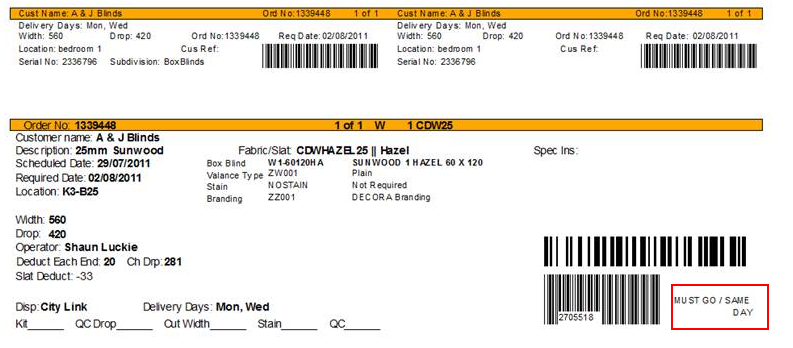 Cust Name: A & J Blinds Ord No:1339448 1 of 1
Delivery Days: Mon, Wed
Width: 560 Drop: 420 Ord No:1339448 Req Date:02/08/2011
Location: bedroom 1 Cus Ref:
Serial No: 2336796 Subdivision: BoxBlinds
Cust Name: A & J Blinds Ord No:1339448 1 of 1
Delivery Days: Mon, Wed
Width: 560 Drop: 420 Ord No:1339448 Req Date:02/08/2011
Location: bedroom 1 Cus Ref:
Serial No: 2336796
Order No: 1339448 1 of 1 W 1 CDW25
Customer name: A & J Blinds
Description: 25mm Sunwood Fabric/Slat: CDWHAZEL25 || Hazel Spec Ins:
Scheduled Date: 29/07/2011 Box Blind W1-60120HA SUNWOOD 1 HAZEL 60 X 120
Required Date: 02/08/2011 Valance Type ZW001 Plain
Location: K3-B25 Stain NOSTAIN Not Required
Branding ZZ001 DECORA Branding
Width: 560
Drop: 420
Operator: Shaun Luckie
Deduct Each End: 20 Ch Drp: 281
Slat Deduct: -33
Disp: City Link Delivery Days: Mon, Wed
Kit______ QC Drop______ Cut Width______ Stain______ QC______
2705518
MUST GO / SAME
DAY